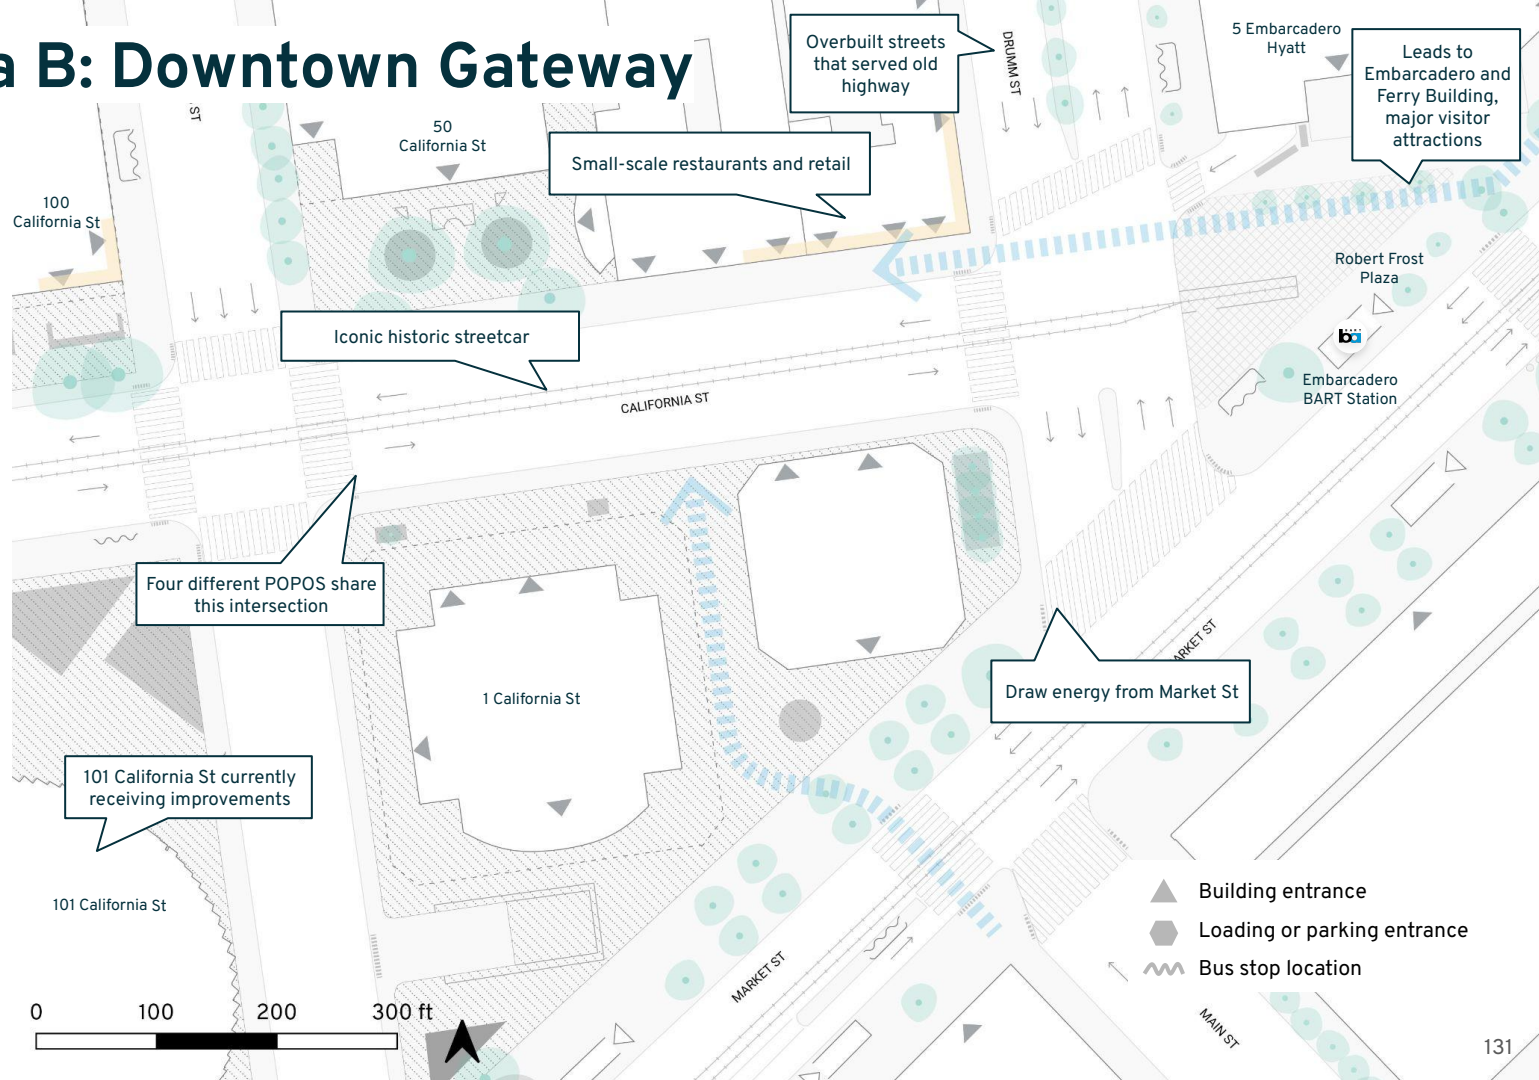 a B: Downtown Gateway
ST
50
California St
100
California St
Overbuilt streets
that served old
highway
DRUMM ST
5 Embarcadero
Hyatt
Leads to
Embarcadero and
Ferry Building,
major visitor
attractions
Small-scale restaurants and retail
Robert Frost
Plaza
ba
Embarcadero
BART Station
Iconic historic streetcar
CALIFORNIA ST
Four different POPOS share
this intersection
1 California St
MARKET ST
Draw energy from Market St
101 California St currently
receiving improvements
101 California St
MARKET ST
MAIN ST
Building entrance
Loading or parking entrance
Bus stop location
0 100 200 300 ft
131